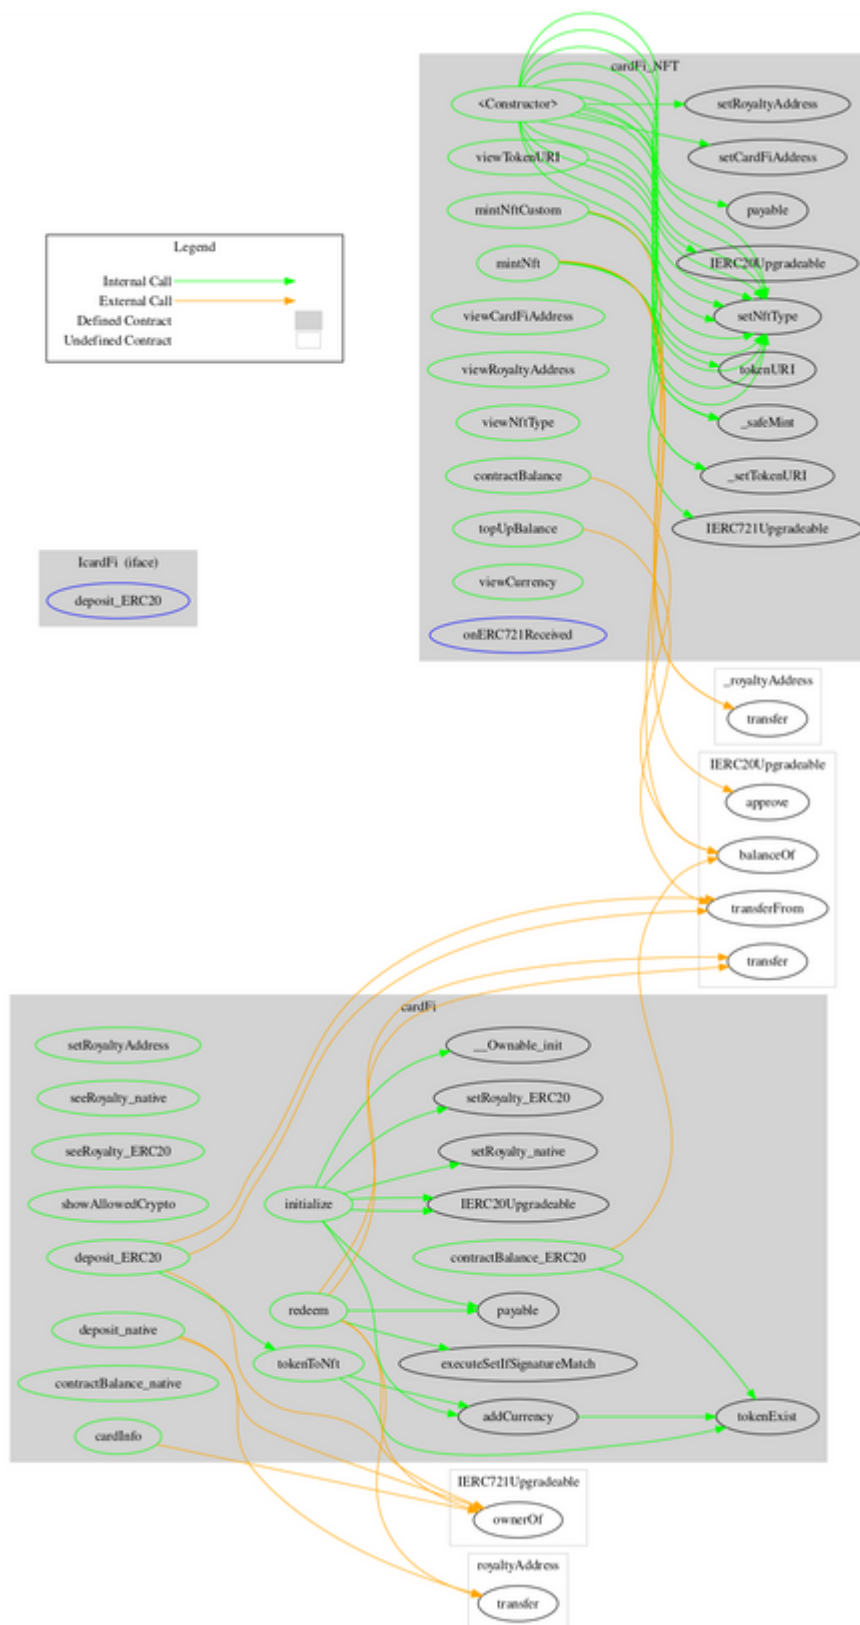 cardFi_NFT
<Constructor>
setRoyaltyAddress
viewTokenURI
setCardFiAddress
mintNftCustom
payable
mintNft
IERC20Upgradeable
viewCardFiAddress
setNftType
viewRoyaltyAddress
tokenURI
viewNftType
_safeMint
contractBalance
_setTokenURI
topUpBalance
IERC721Upgradeable
viewCurrency
onERC721Received
Legend
Internal Call
External Call
Defined Contract
Undefined Contract
IcardFi (iface)
deposit_ERC20
_royaltyAddress
transfer
IERC20Upgradeable
approve
balanceOf
transferFrom
transfer
cardFi
setRoyaltyAddress
__Ownable_init
seeRoyalty_native
setRoyalty_ERC20
seeRoyalty_ERC20
setRoyalty_native
showAllowedCrypto
initialize
IERC20Upgradeable
deposit_ERC20
contractBalance_ERC20
redeem
payable
deposit_native
tokenToNft
executeSetIfSignatureMatch
contractBalance_native
addCurrency
tokenExist
cardInfo
IERC721Upgradeable
ownerOf
royaltyAddress
transfer